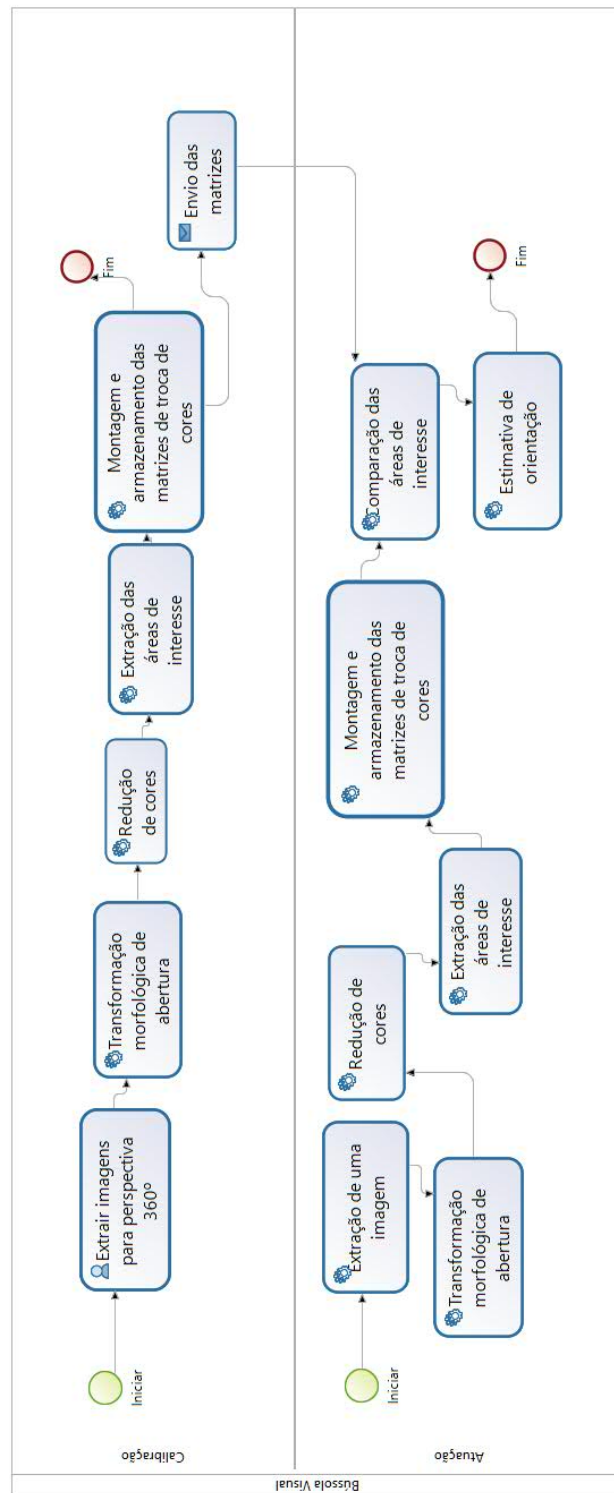 Bússola Visual
Calibração
Iniciar
Extrair imagens
para perspectiva
360º
Transformação
morfológica de
abertura
Redução
de cores
Extração das
áreas de
interesse
Montagem e
armazenamento das
matrizes de troca de
cores
Fim
Envio das
matrizes
Atuação
Iniciar
Extração de uma
imagem
Transformação
morfológica de
abertura
Redução de
cores
Extração das
áreas de
interesse
Montagem e
armazenamento das
matrizes de troca de
cores
Comparação das
áreas de
interesse
Estimativa de
orientação
Fim